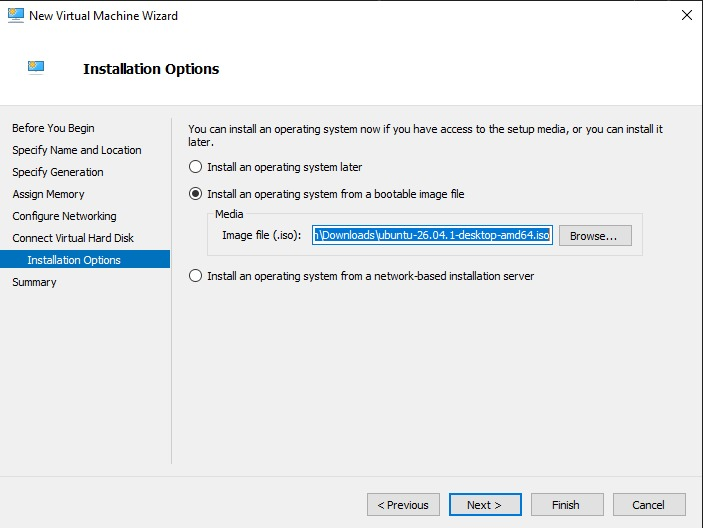 New Virtual Machine Wizard
Installation Options
Before You Begin
Specify Name and Location
Specify Generation
Assign Memory
Configure Networking
Connect Virtual Hard Disk
Installation Options
Summary
You can install an operating system now if you have access to the setup media, or you can install it
later.
Install an operating system later
Install an operating system from a bootable image file
Media
Image file (.iso): n\Downloads\ubuntu-26.04.1-desktop-amd64.iso Browse...
Install an operating system from a network-based installation server
< Previous Next > Finish Cancel